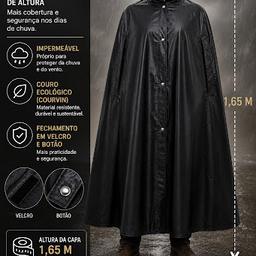 DE ALTURA
Mais cobertura e
segurança nos dias
de chuva.
IMPERMEÁVEL
Próprio para
proteger da chuva
e do vento.
COURO
ECOLÓGICO
(COURVIN)
Material resistente,
durável e sustentável.
FECHAMENTO
EM VELCRO
E BOTÃO
Mais praticidade
e segurança.
1,65 M
VELCRO
BOTÃO
ALTURA DA CAPA
1,65 M